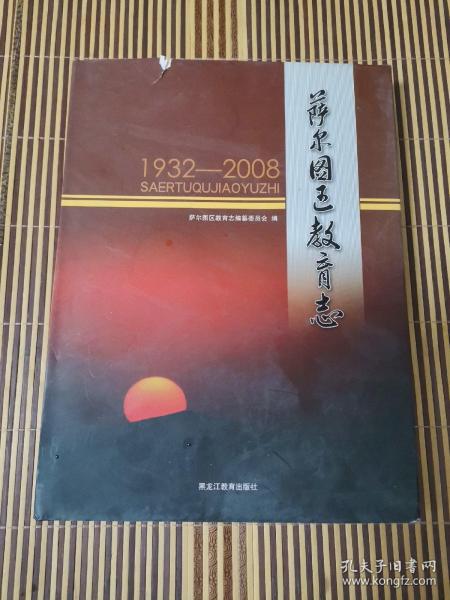 萨尔图区教育志
1932—2008
SAERTUQUJIAOYUZHI
萨尔图区教育志编纂委员会 编
黑龙江教育出版社
孔夫子旧书网
www.kongfz.com